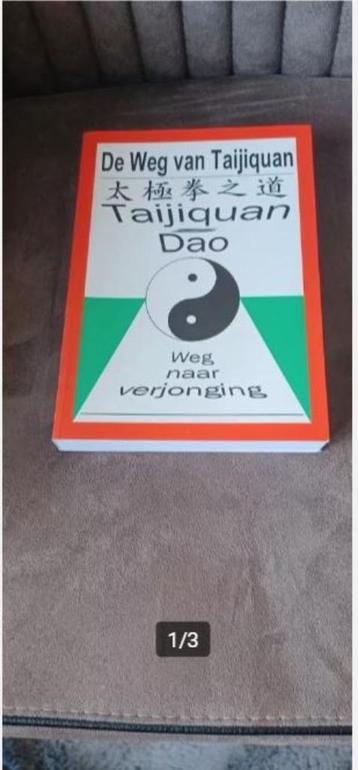 De Weg van Taijiquan
太極拳之道
Taijiquan
Dao
Weg
naar
verjonging
1/3